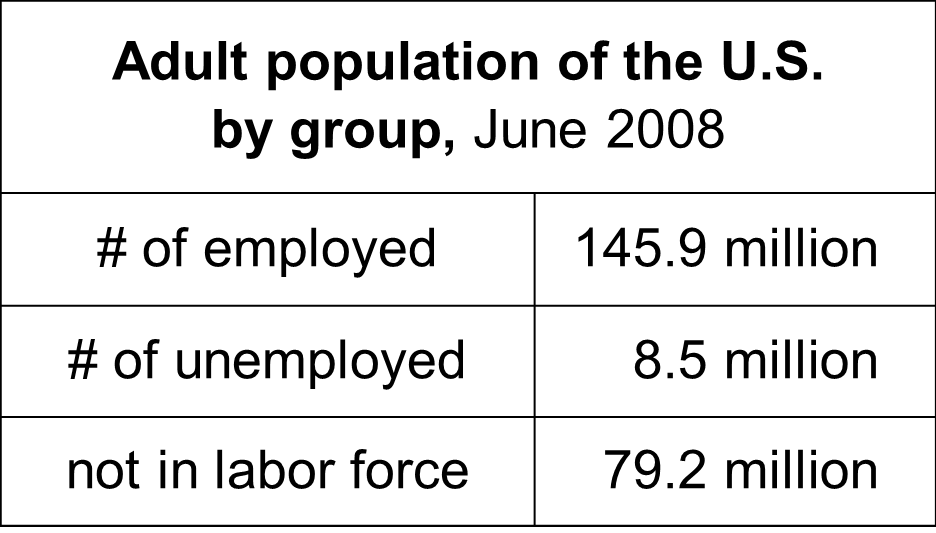 Adult population of the U.S.
by group, June 2008
# of employed 145.9 million
# of unemployed 8.5 million
not in labor force 79.2 million